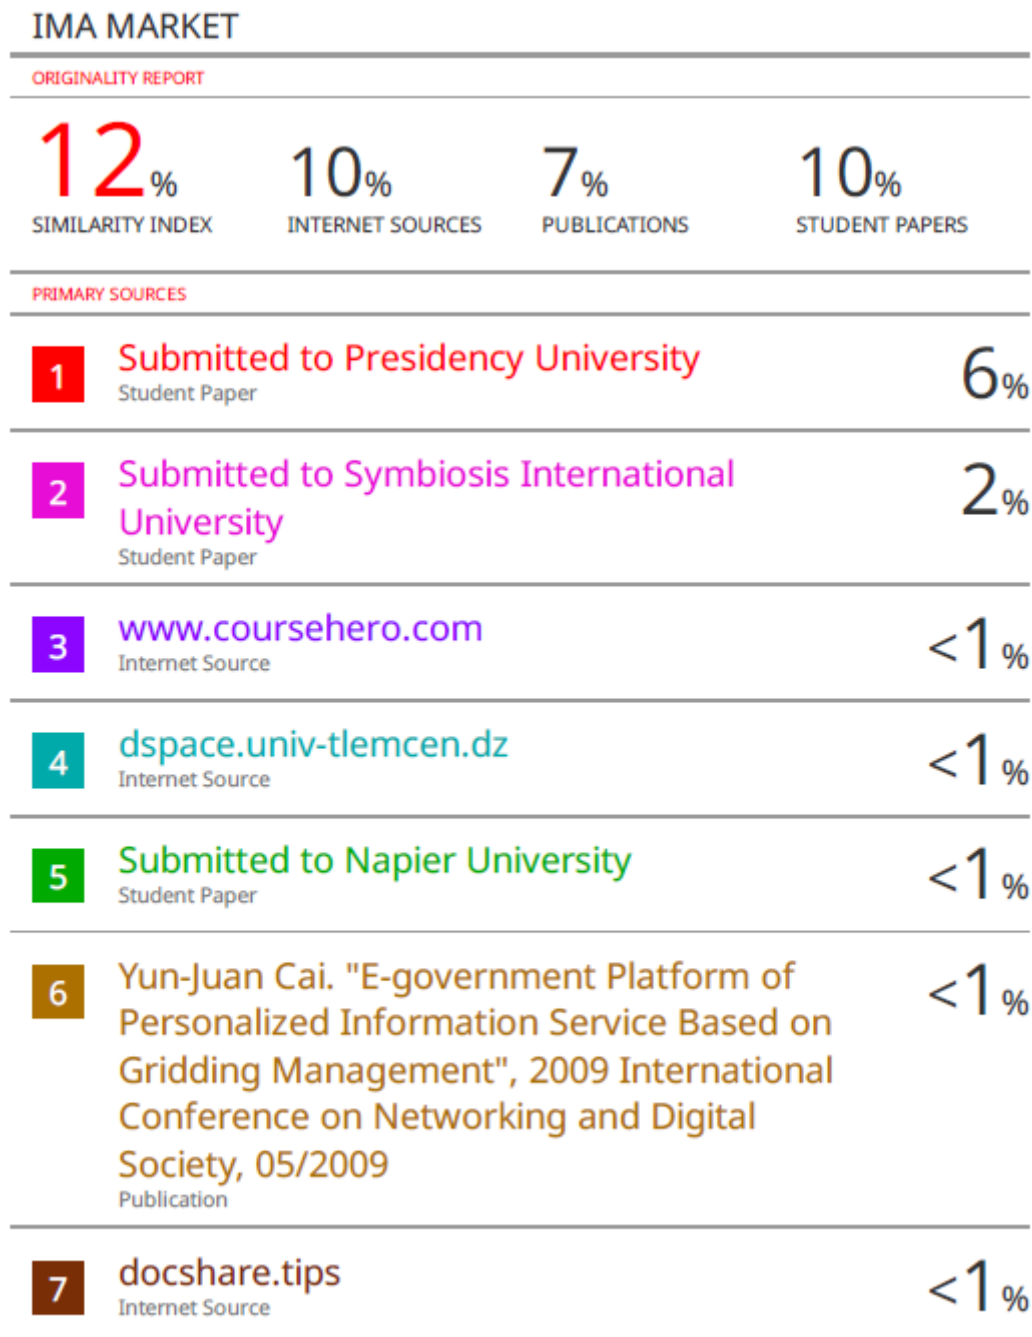 IMA MARKET
ORIGINALITY REPORT
12% 10% 7% 10%
SIMILARITY INDEX INTERNET SOURCES PUBLICATIONS STUDENT PAPERS
PRIMARY SOURCES
1 Submitted to Presidency University 6%
Student Paper
2 Submitted to Symbiosis International 2%
University
Student Paper
3 www.coursehero.com <1%
Internet Source
4 dspace.univ-tlemcen.dz <1%
Internet Source
5 Submitted to Napier University <1%
Student Paper
6 Yun-Juan Cai. "E-government Platform of <1%
Personalized Information Service Based on
Gridding Management", 2009 International
Conference on Networking and Digital
Society, 05/2009
Publication
7 docshare.tips <1%
Internet Source